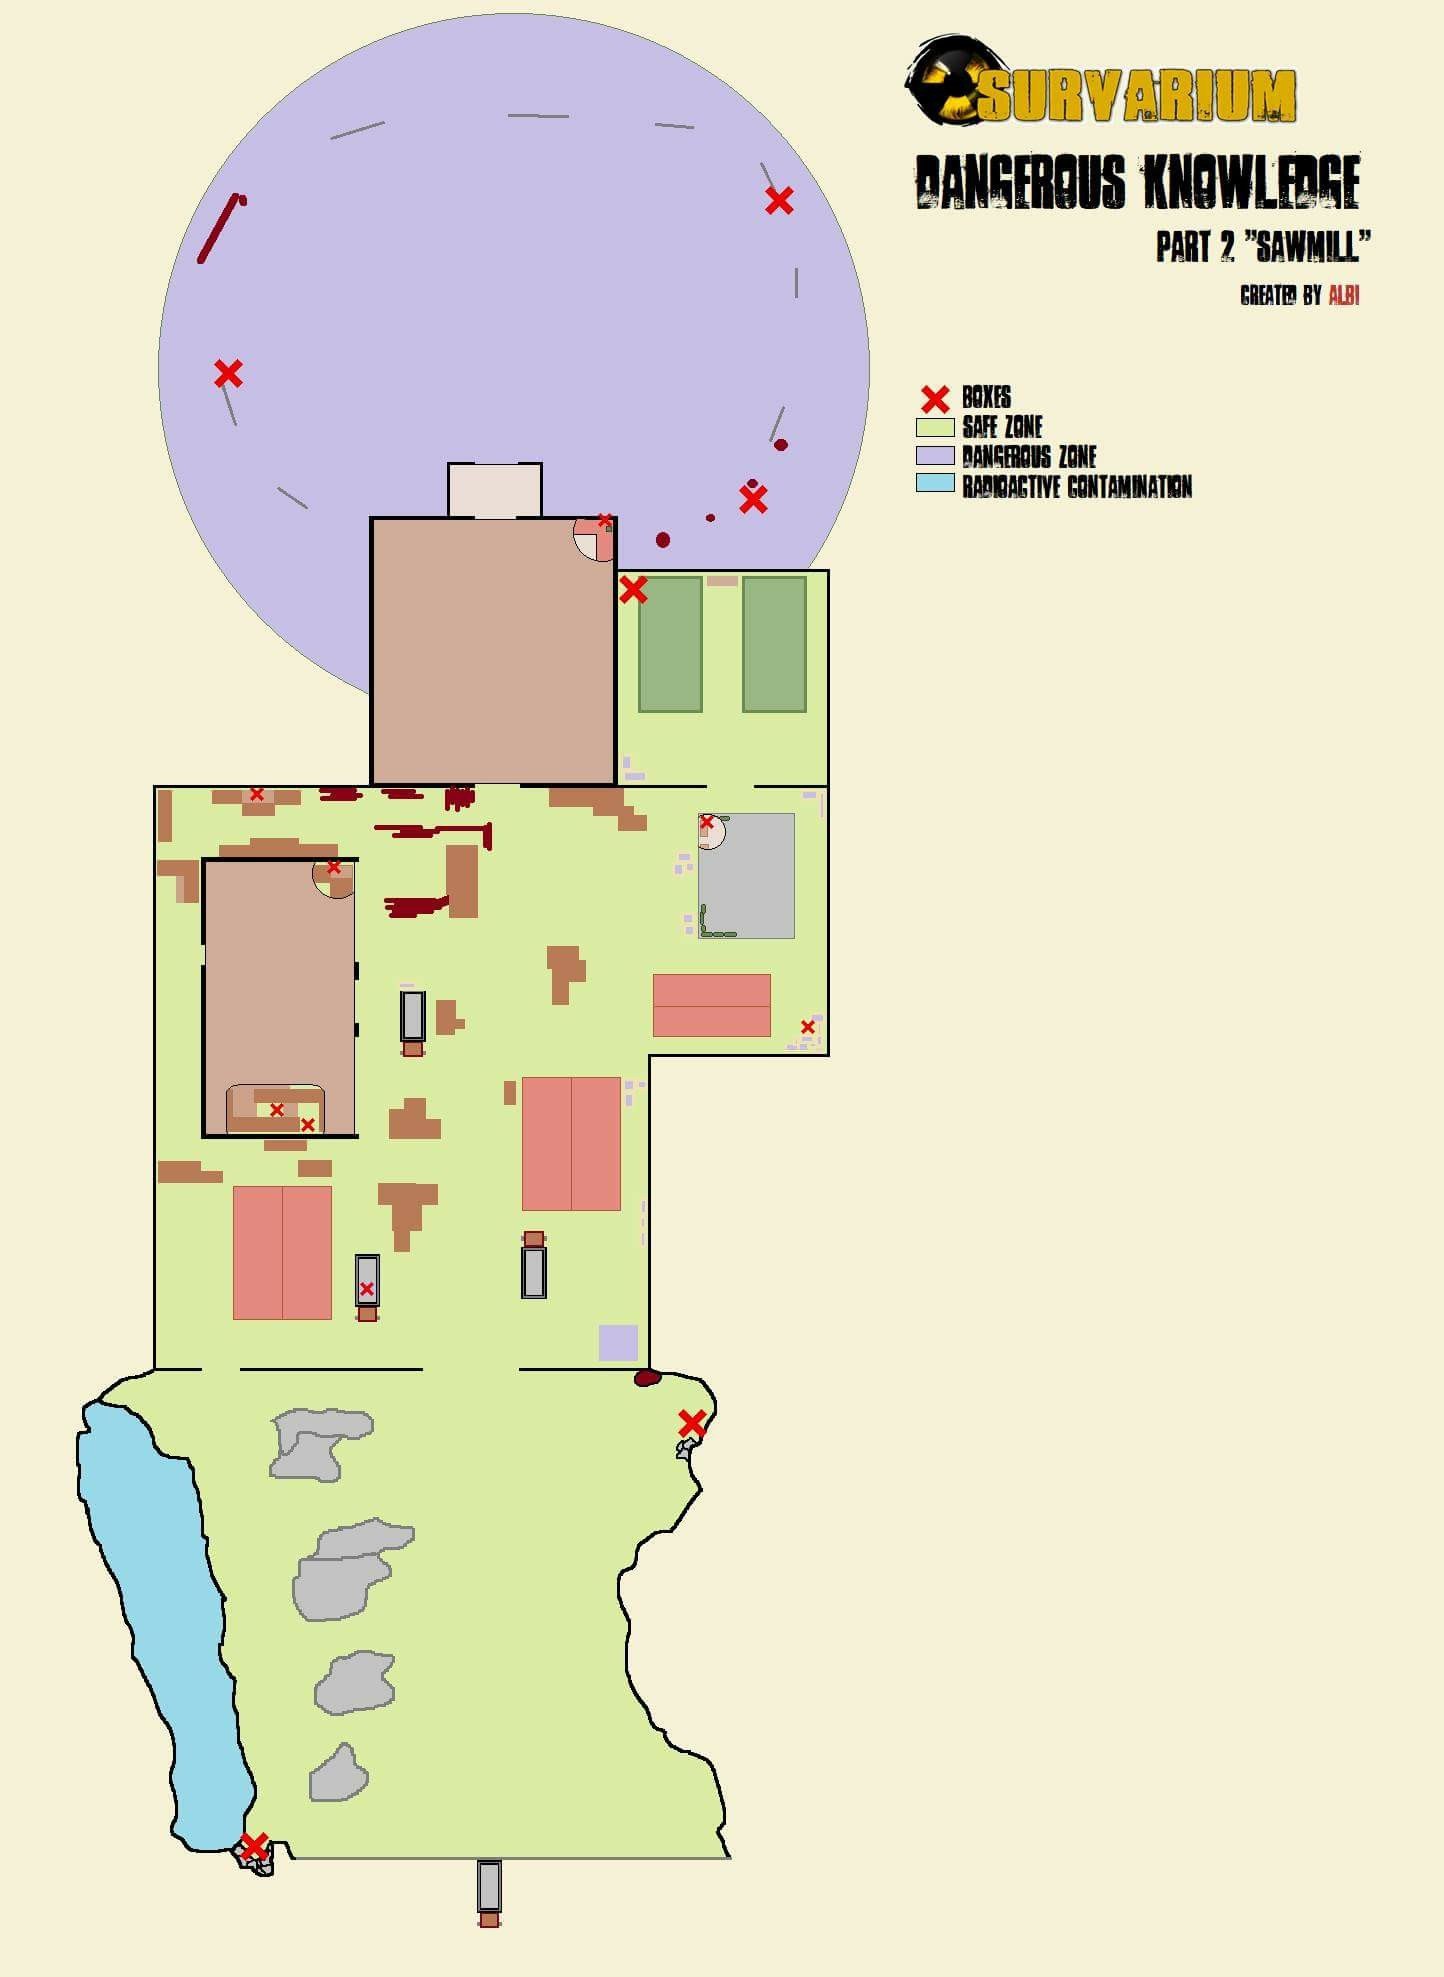 SURVARIUM
DANGEROUS KNOWLEDGE
PART 2 "SAWMILL"
CREATED BY ALBI
BOXES
SAFE ZONE
DANGEROUS ZONE
RADIOACTIVE CONTAMINATION